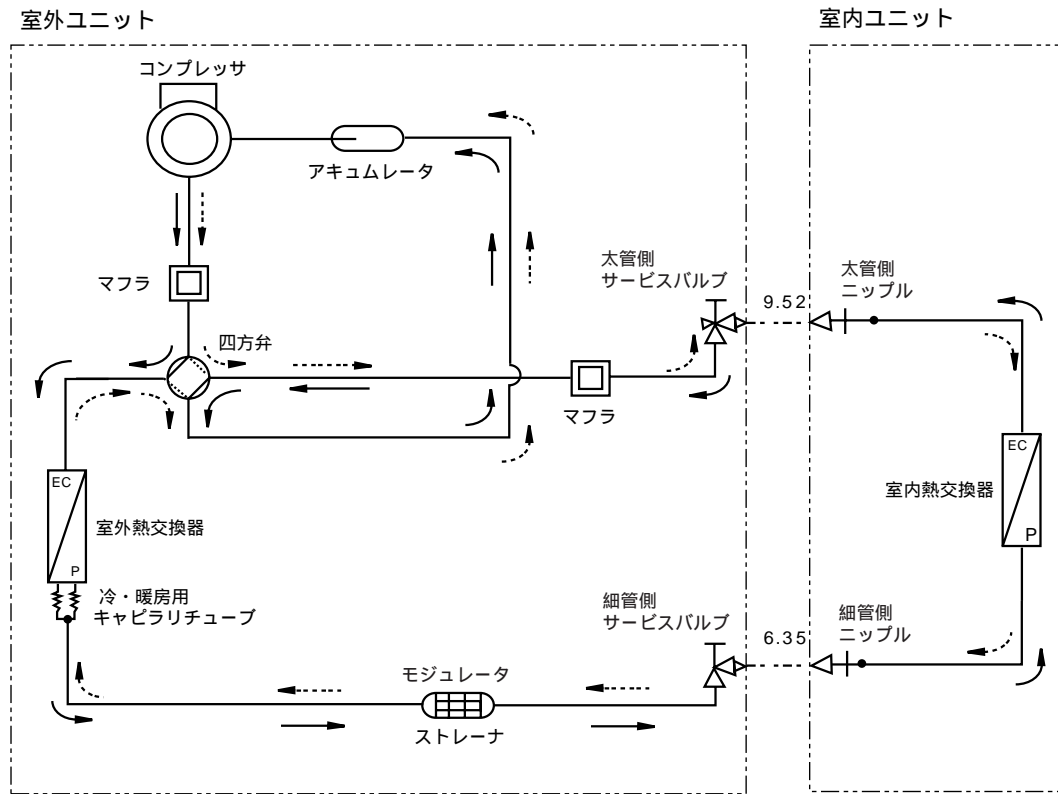 室外ユニット
室内ユニット
コンプレッサ
アキュムレータ
マフラ
四方弁
太管側
サービスバルブ
9.52
太管側
ニップル
マフラ
EC
P
室外熱交換器
冷・暖房用
キャピラリチューブ
EC
P
室内熱交換器
細管側
サービスバルブ
6.35
細管側
ニップル
モジュレータ
ストレーナ